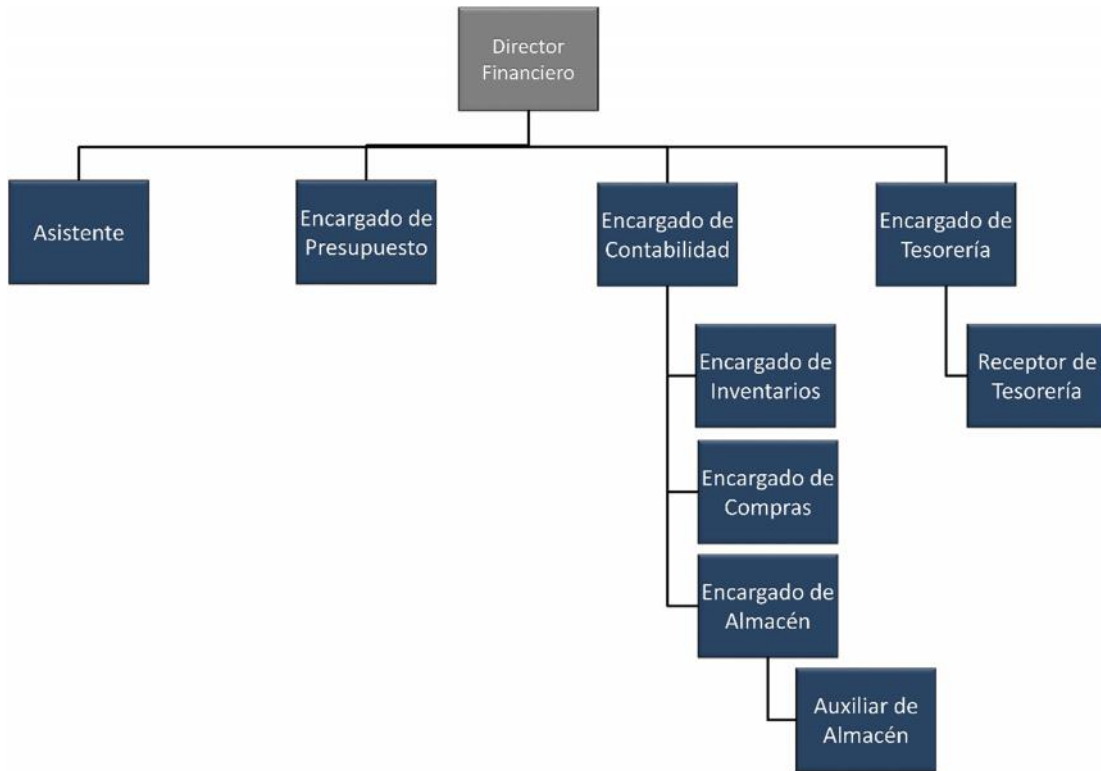 Director
Financiero
Asistente
Encargado de
Presupuesto
Encargado de
Contabilidad
Encargado de
Tesorería
Encargado de
Inventarios
Receptor de
Tesorería
Encargado de
Compras
Encargado de
Almacén
Auxiliar de
Almacén